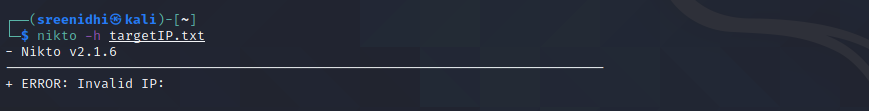 ┌──(sreenidhi㉿kali)-[~]
└─$ nikto -h targetIP.txt
- Nikto v2.1.6
---------------------------------------------------------------------------
+ ERROR: Invalid IP: